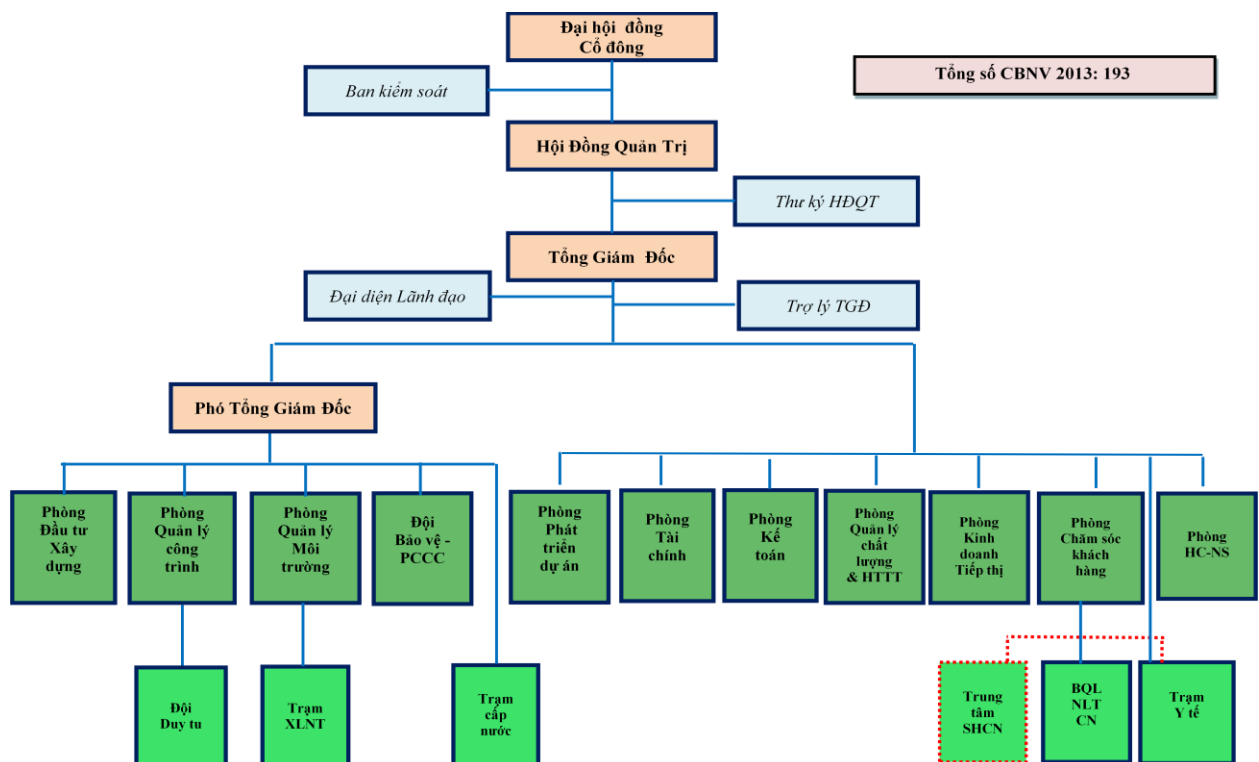 Đại hội đồng
Cổ đông
Tổng số CBNV 2013: 193
Ban kiểm soát
Hội Đồng Quản Trị
Thư ký HĐQT
Tổng Giám Đốc
Đại diện Lãnh đạo
Trợ lý TGĐ
Phó Tổng Giám Đốc
Phòng
Đầu tư
Xây
dựng
Phòng
Quản lý
công
trình
Phòng
Quản lý
Môi
trường
Đội
Bảo vệ -
PCCC
Phòng
Phát
triển
dự án
Phòng
Tài
chính
Phòng
Kế
toán
Phòng
Quản lý
chất
lượng
& HTTT
Phòng
Kinh
doanh
Tiếp thị
Phòng
Chăm sóc
khách
hàng
Phòng
HC-NS
Đội
Duy tu
Trạm
XLNT
Trạm
cấp
nước
Trung
tâm
SHCN
BQL
NLT
CN
Trạm
Y tế